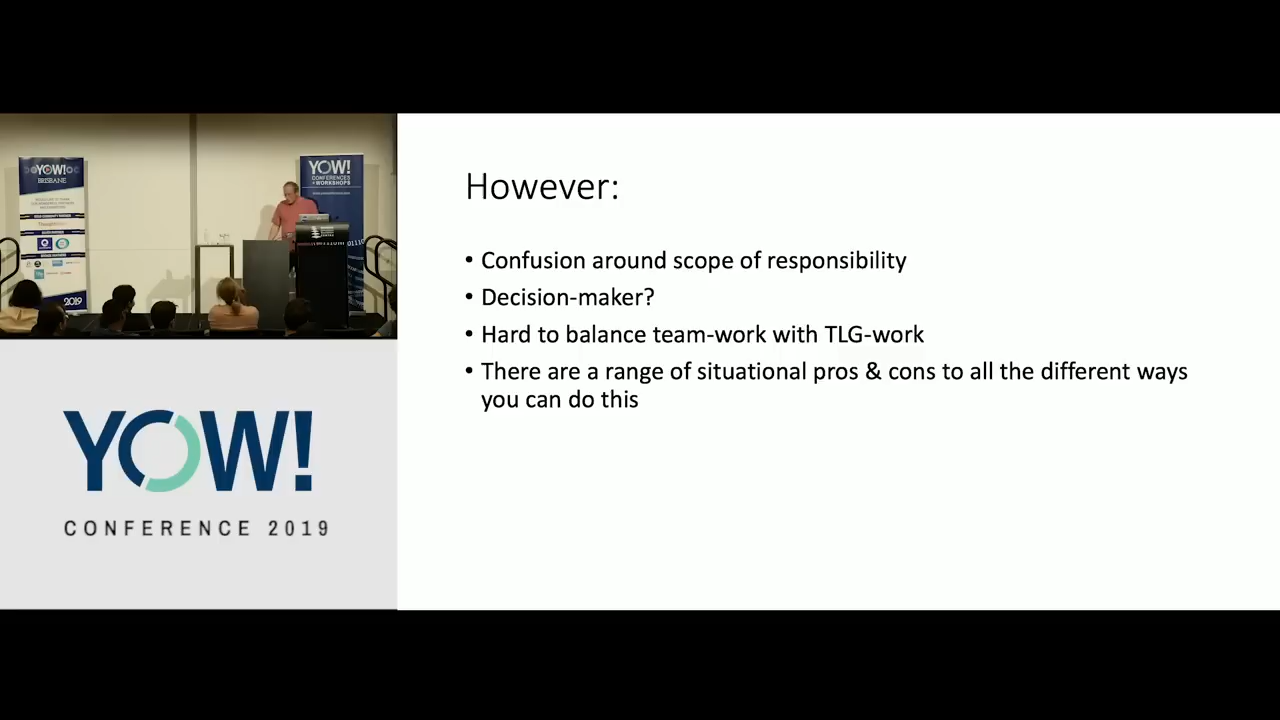 YOW!
BRISBANE
2019
YOW!
CONFERENCES
& WORKSHOPS
YOW!
CONFERENCE 2019
However:
• Confusion around scope of responsibility
• Decision-maker?
• Hard to balance team-work with TLG-work
• There are a range of situational pros & cons to all the different ways
you can do this